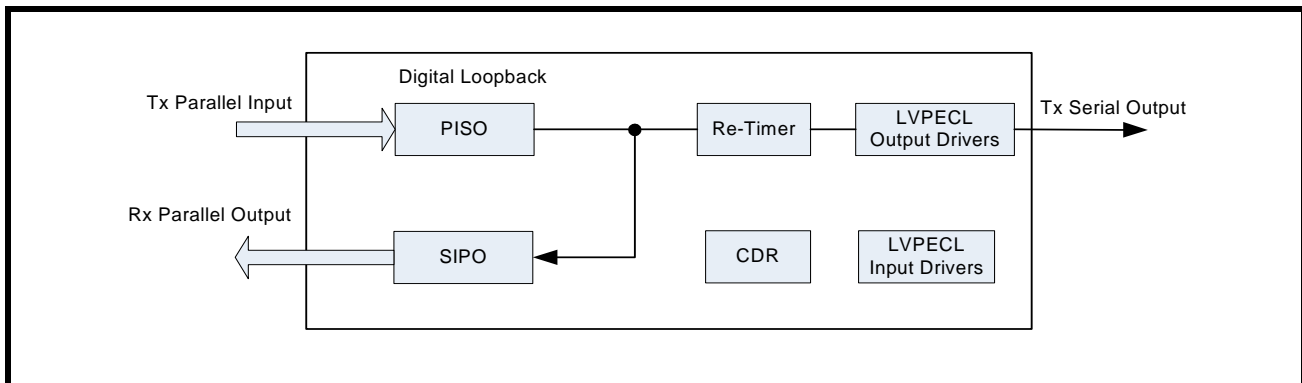 Digital Loopback
Tx Parallel Input
PISO
Re-Timer
LVPECL
Output Drivers
Tx Serial Output
Rx Parallel Output
SIPO
CDR
LVPECL
Input Drivers